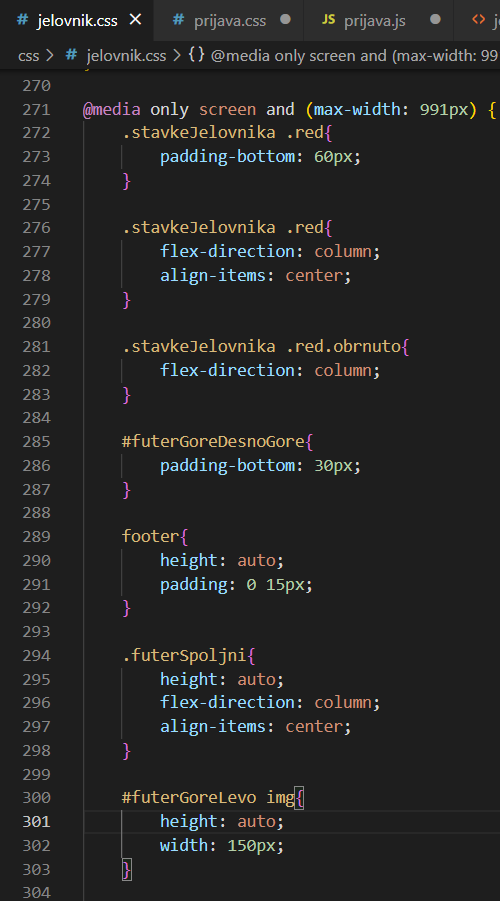 jelovnik.css prijava.css JS prijava.js
css > jelovnik.css > {} @media only screen and (max-width: 99
270
271 @media only screen and (max-width: 991px) {
272 .stavkeJelovnika .red{
273 padding-bottom: 60px;
274 }
275
276 .stavkeJelovnika .red{
277 flex-direction: column;
278 align-items: center;
279 }
280
281 .stavkeJelovnika .red.obrnuto{
282 flex-direction: column;
283 }
284
285 #futerGoreDesnoGore{
286 padding-bottom: 30px;
287 }
288
289 footer{
290 height: auto;
291 padding: 0 15px;
292 }
293
294 .futerSpoljni{
295 height: auto;
296 flex-direction: column;
297 align-items: center;
298 }
299
300 #futerGoreLevo img{
301 height: auto;
302 width: 150px;
303 }
304